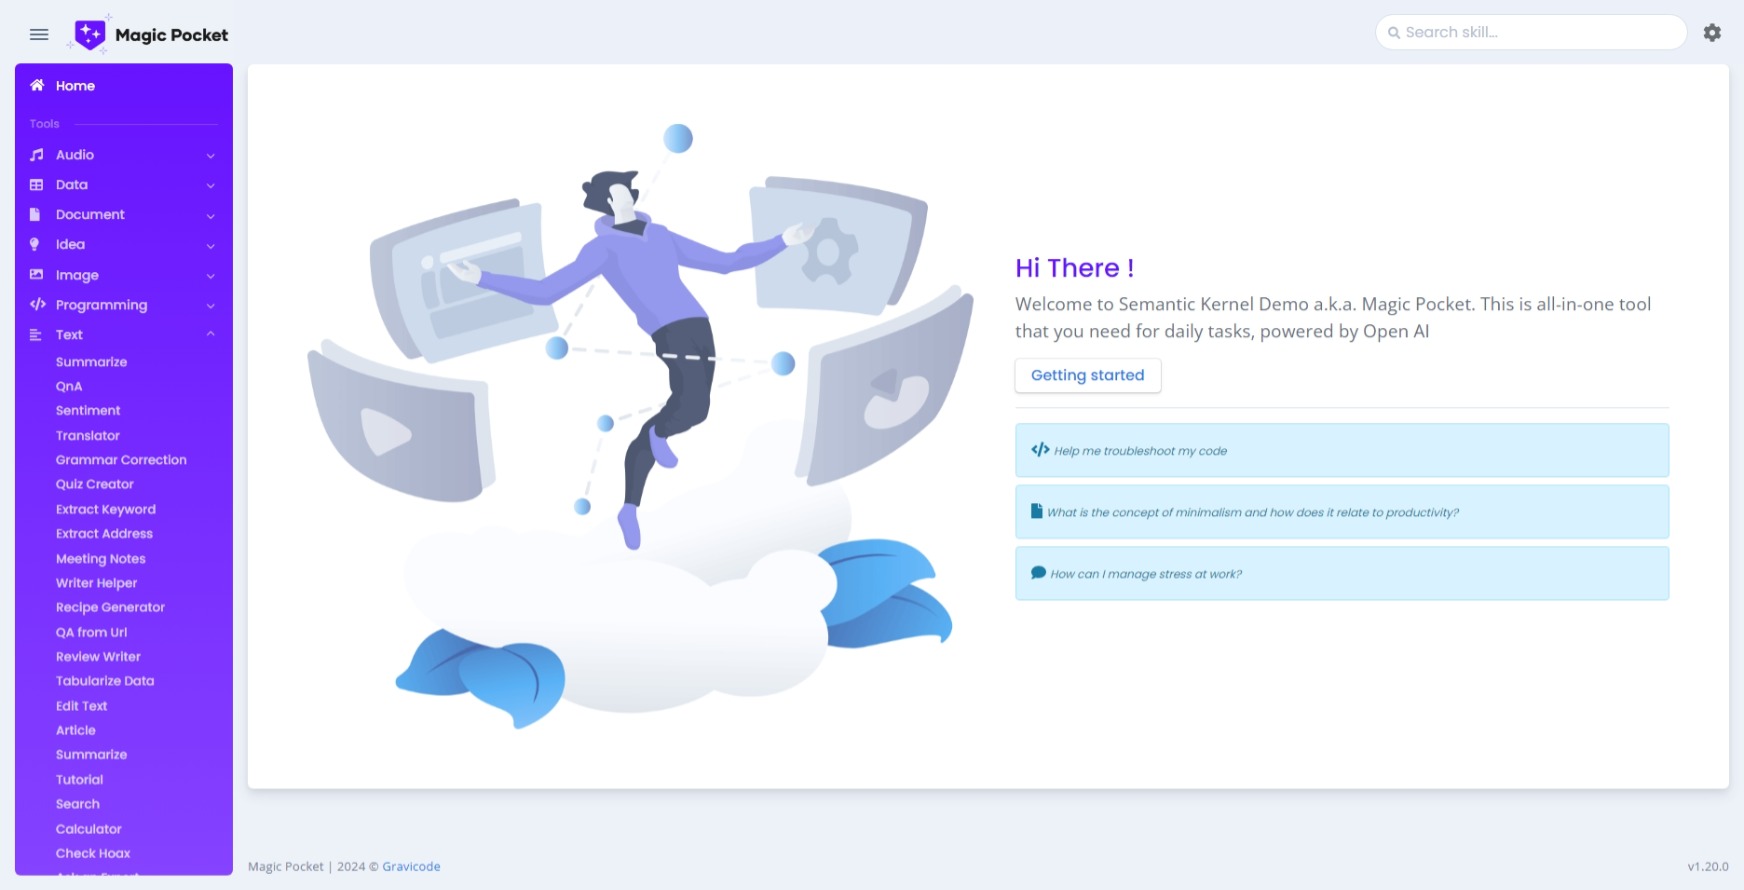 Magic Pocket
Search skill...
Home
Tools
Audio
Data
Document
Idea
Image
Programming
Text
Summarize
QnA
Sentiment
Translator
Grammar Correction
Quiz Creator
Extract Keyword
Extract Address
Meeting Notes
Writer Helper
Recipe Generator
QA from Url
Review Writer
Tabularize Data
Edit Text
Article
Summarize
Tutorial
Search
Calculator
Check Hoax
Hi There !
Welcome to Semantic Kernel Demo a.k.a. Magic Pocket. This is all-in-one tool
that you need for daily tasks, powered by Open AI
Getting started
Help me troubleshoot my code
What is the concept of minimalism and how does it relate to productivity?
How can I manage stress at work?
Magic Pocket | 2024 © Gravicode
v1.20.0